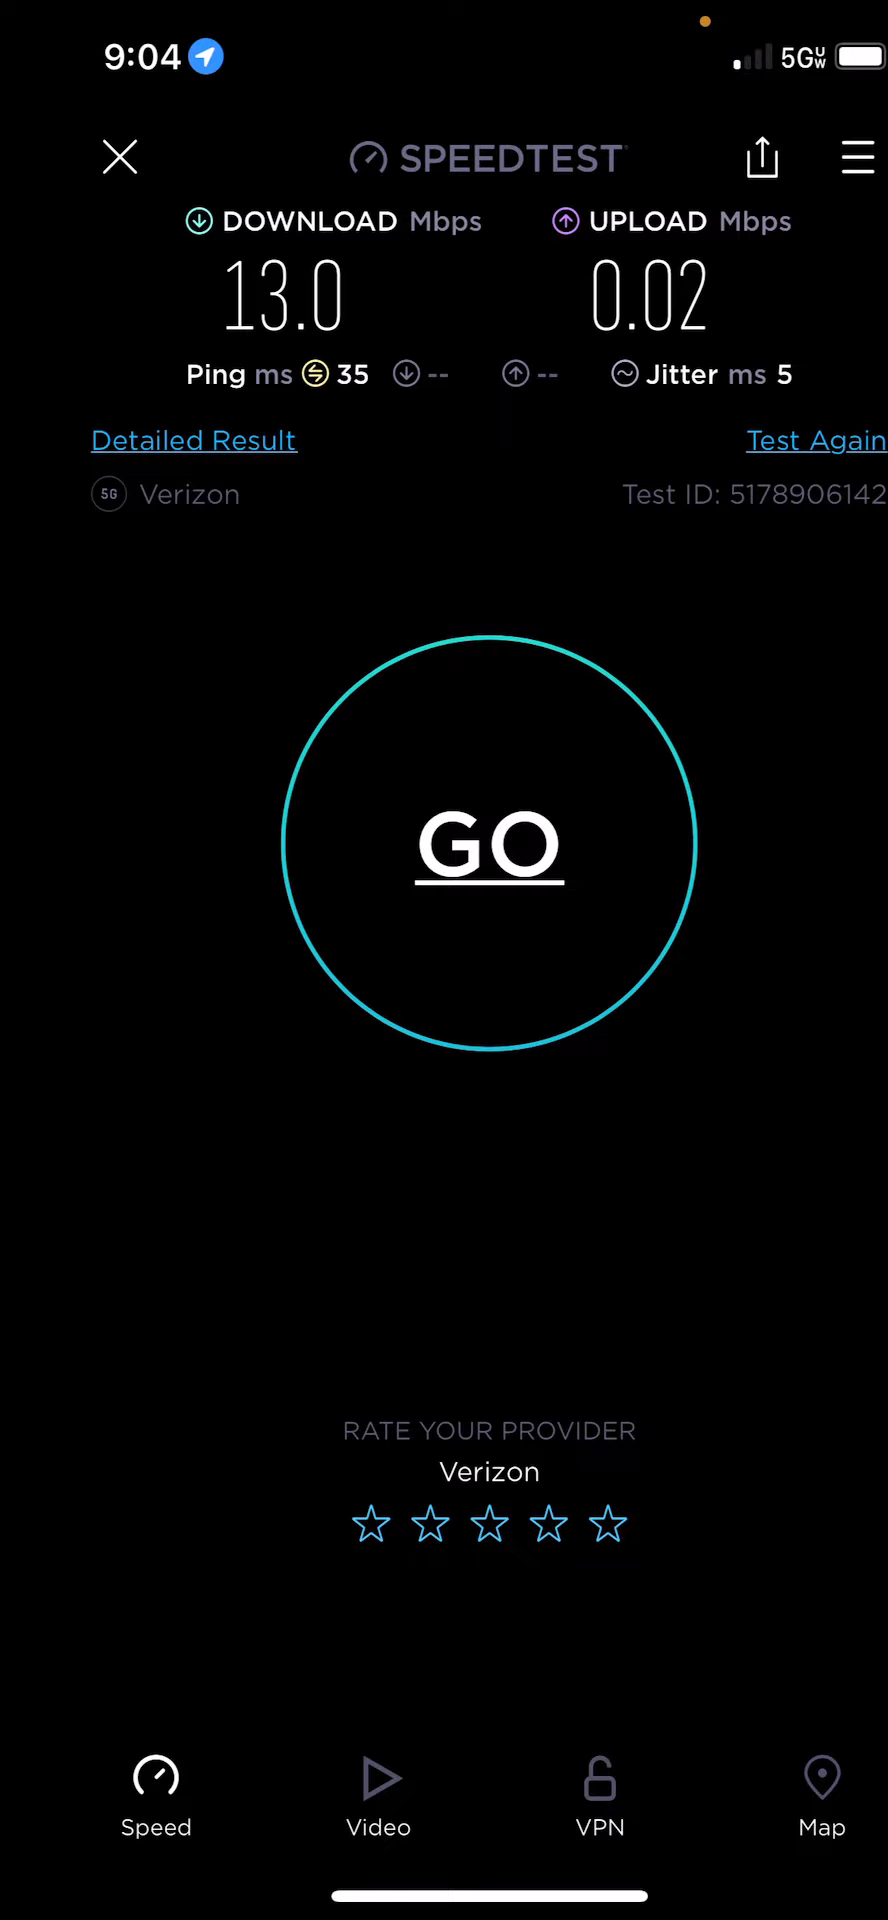 9:04 5GUW
SPEEDTEST
DOWNLOAD Mbps UPLOAD Mbps
13.0 0.02
Ping ms 35 -- -- Jitter ms 5
Detailed Result Test Again
5G Verizon Test ID: 5178906142
GO
RATE YOUR PROVIDER
Verizon
Speed Video VPN Map